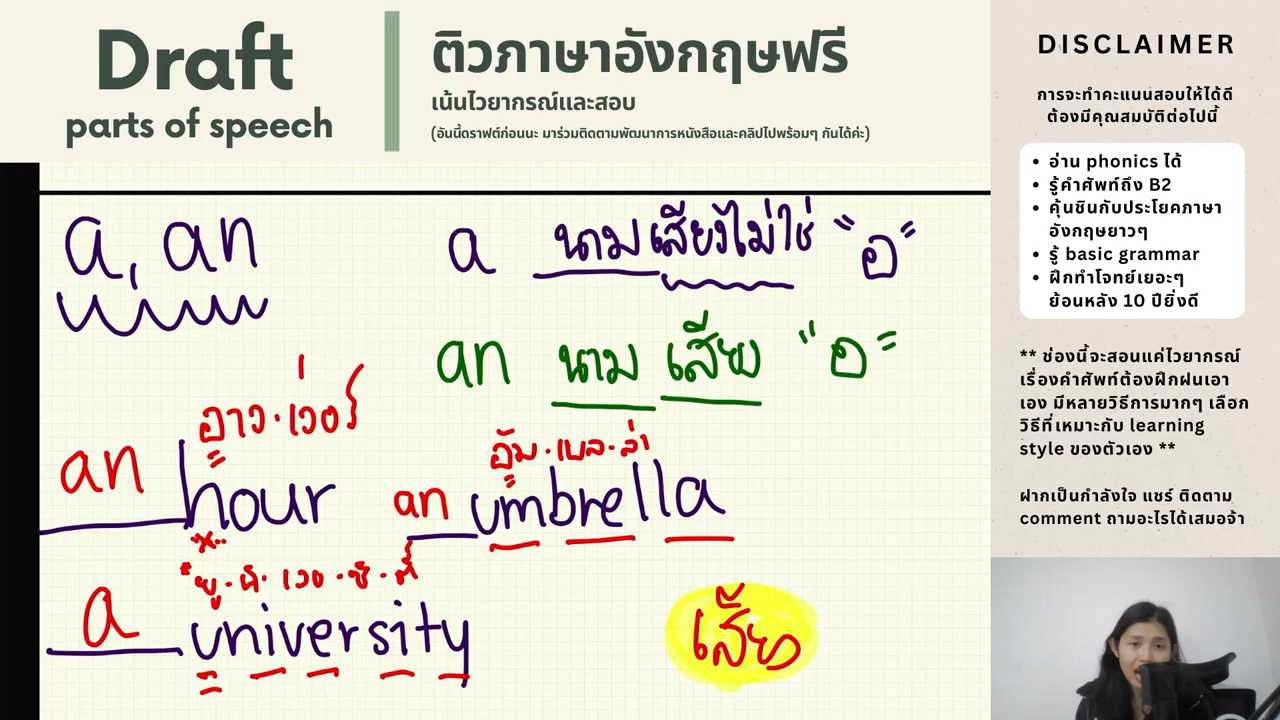 Draft
parts of speech
ติวภาษาอังกฤษฟรี
เน้นไวยากรณ์และสอบ
(อันนี้ดราฟต์ก่อนนะ มาร่วมติดตามพัฒนาการหนังสือและคลิปไปพร้อมๆ กันได้ค่ะ)
a, an
a นามเสียงไม่ใช่ "อ"
an นาม เสียง "อ"
อาว·เวอร์
an hour
อัม·เบล·ล่า
an umbrella
ยู·นิ·เวอ·ซิ·ตี้
a university
เสียง
DISCLAIMER
การจะทำคะแนนสอบให้ได้ดี
ต้องมีคุณสมบัติต่อไปนี้
• อ่าน phonics ได้
• รู้คำศัพท์ถึง B2
• คุ้นชินกับประโยคภาษา
อังกฤษยาวๆ
• รู้ basic grammar
• ฝึกทำโจทย์เยอะๆ
ย้อนหลัง 10 ปียิ่งดี
** ช่องนี้จะสอนแค่ไวยากรณ์
เรื่องคำศัพท์ต้องฝึกฝนเอา
เอง มีหลายวิธีการมากๆ เลือก
วิธีที่เหมาะกับ learning
style ของตัวเอง **
ฝากเป็นกำลังใจ แชร์ ติดตาม
comment ถามอะไรได้เสมอจ้า